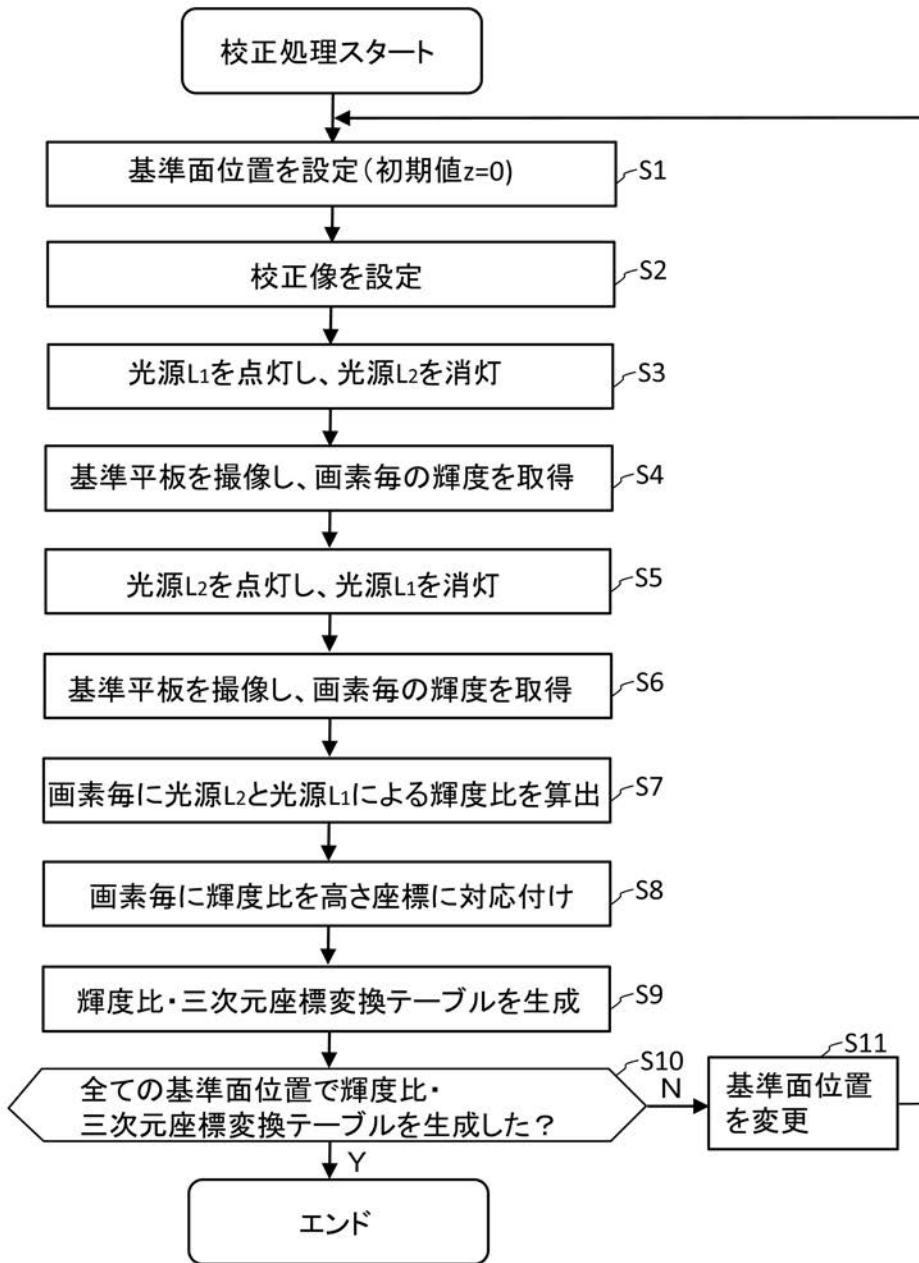 校正処理スタート
基準面位置を設定(初期値z=0)
S1
校正像を設定
S2
光源L1を点灯し、光源L2を消灯
S3
基準平板を撮像し、画素毎の輝度を取得
S4
光源L2を点灯し、光源L1を消灯
S5
基準平板を撮像し、画素毎の輝度を取得
S6
画素毎に光源L2と光源L1による輝度比を算出
S7
画素毎に輝度比を高さ座標に対応付け
S8
輝度比・三次元座標変換テーブルを生成
S9
全ての基準面位置で輝度比・
三次元座標変換テーブルを生成した?
S10
N
S11
基準面位置
を変更
Y
エンド